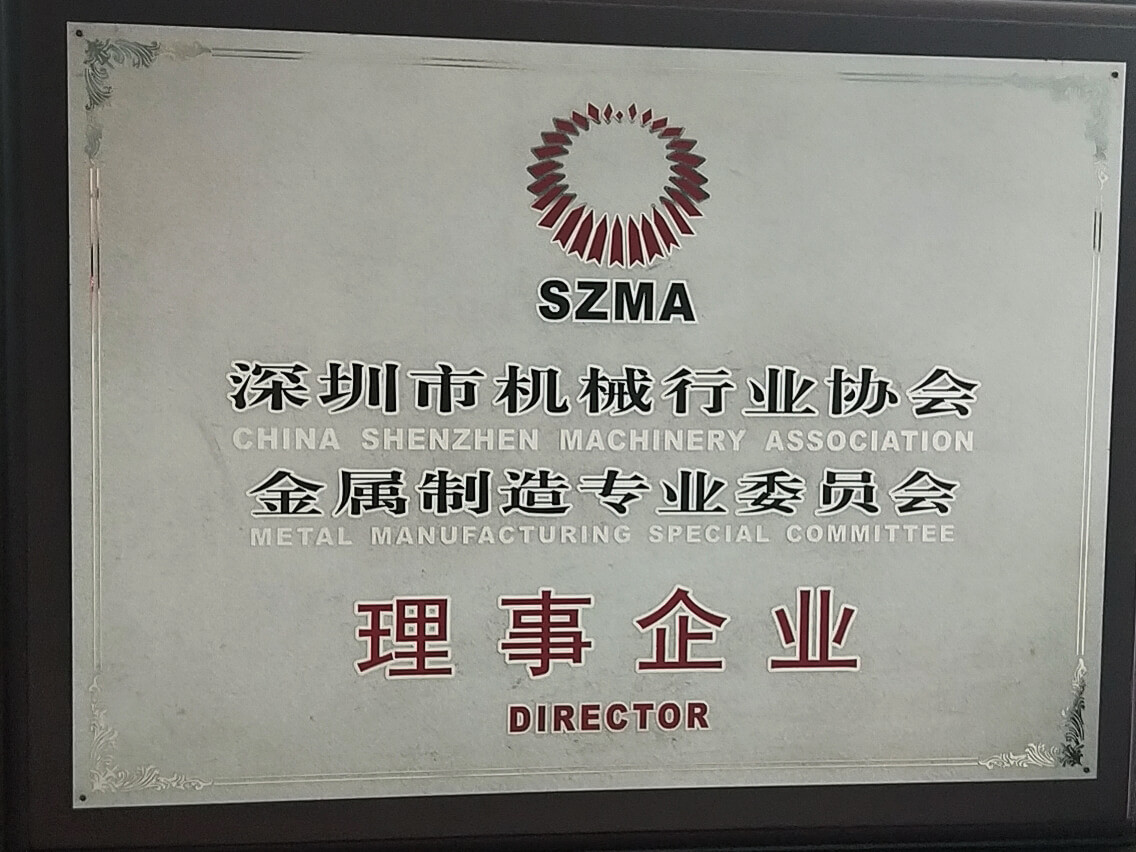 SZMA
深圳市机械行业协会
CHINA SHENZHEN MACHINERY ASSOCIATION
金属制造专业委员会
METAL MANUFACTURING SPECIAL COMMITTEE
理事企业
DIRECTOR